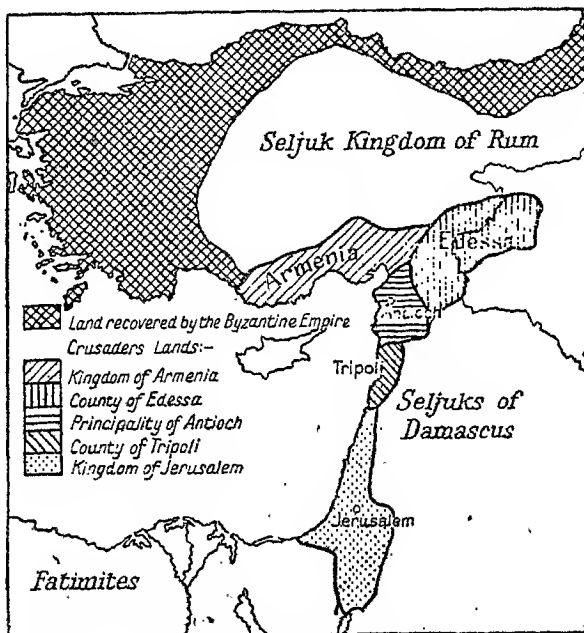 Seljuk Kingdom of Rum
Edessa
Armenia
Antioch
Land recovered by the Byzantine Empire
Crusaders Lands:-
Tripoli
Kingdom of Armenia
County of Edessa
Principality of Antioch
County of Tripoli
Kingdom of Jerusalem
Seljuks of
Damascus
Jerusalem
Fatimites